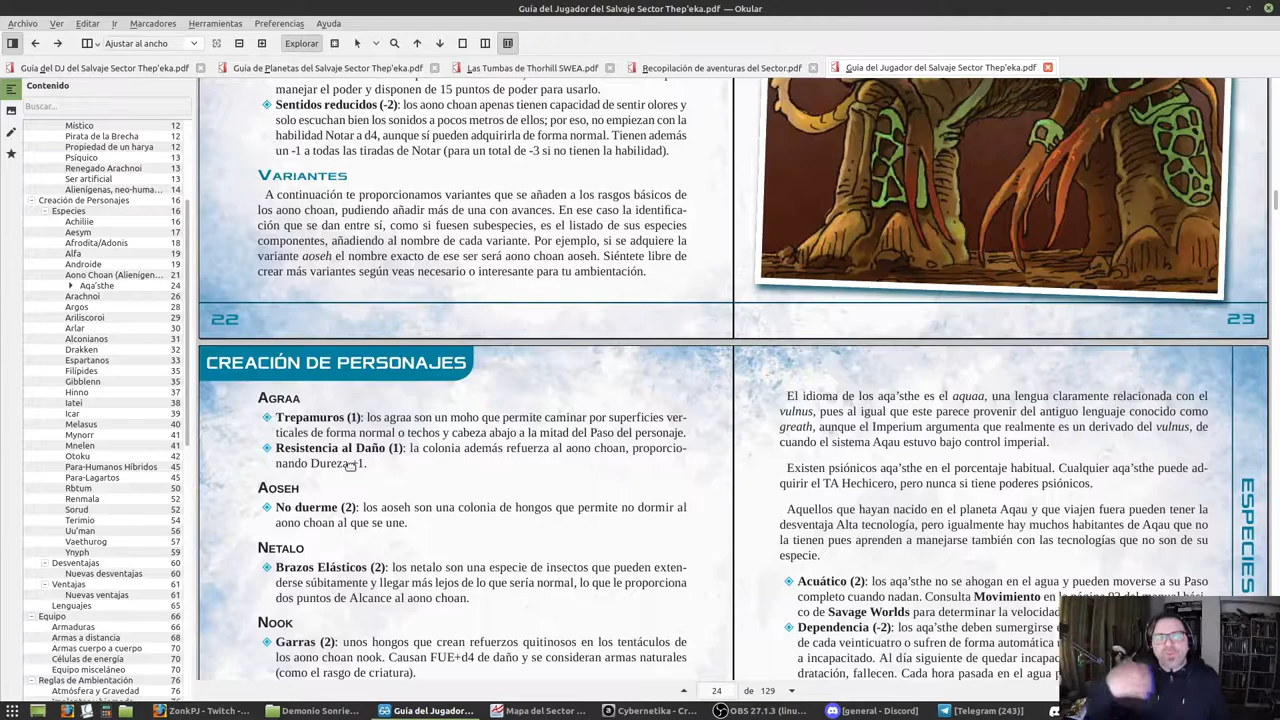 Guía del Jugador del Salvaje Sector Thep'eka.pdf — Okular
Archivo Ver Editar Ir Marcadores Herramientas Preferencias Ayuda
Ajustar al ancho Explorar
Guía del DJ del Salvaje Sector Thep'eka.pdf Guía de Planetas del Salvaje Sector Thep'eka.pdf Las Tumbas de Thorhill SWEA.pdf Recopilación de aventuras del Sector.pdf Guía del Jugador del Salvaje Sector Thep'eka.pdf
Contenido
Buscar...
Místico 12
Pirata de la Brecha 12
Propiedad de un harya 12
Psíquico 13
Renegado Arachnoi 13
Ser artificial 13
Alienígenas, neo-huma... 14
Creación de Personajes 16
Especies 16
Achiliie 16
Aesym 17
Afrodita/Adonis 18
Alfa 19
Androide 19
Aono Choan (Alienígen... 21
Aqa'sthe 24
Arachnoi 26
Argos 28
Ariliscoroi 29
Arlar 30
Alconianos 31
Drakken 32
Espartanos 33
Filípides 35
Gibblenn 35
Hinno 37
Iatel 38
Icar 39
Melasus 40
Mynorr 41
Mnelen 41
Otoku 42
Para-Humanos Híbridos 45
Para-Lagartos 45
Rbtum 50
Renmala 52
Sorud 52
Terimio 54
Uu'man 56
Vaethorug 57
Ynyph 59
Desventajas 60
Nuevas desventajas 60
Ventajas 62
Nuevas ventajas 62
Lenguajes 65
Equipo 66
Armaduras 66
Armas a distancia 68
Armas cuerpo a cuerpo 70
Células de energía 70
Equipo misceláneo 70
Reglas de Ambientación 76
Atmósfera y Gravedad 76
manejar el poder y disponen de 15 puntos de poder para usarlo.
Sentidos reducidos (-2): los aono choan apenas tienen capacidad de sentir olores y
solo escuchan bien los sonidos a pocos metros de ellos; por eso, no empiezan con la
habilidad Notar a d4, aunque sí pueden adquirirla de forma normal. Tienen además
un -1 a todas las tiradas de Notar (para un total de -3 si no tienen la habilidad).
VARIANTES
A continuación te proporcionamos variantes que se añaden a los rasgos básicos de
los aono choan, pudiendo añadir más de una con avances. En ese caso la identifica-
ción que se dan entre sí, como si fuesen subespecies, es el listado de sus especies
componentes, añadiendo al nombre de cada variante. Por ejemplo, si se adquiere la
variante aoseh el nombre exacto de ese ser será aono choan aoseh. Siéntete libre de
crear más variantes según veas necesario o interesante para tu ambientación.
22
23
CREACIÓN DE PERSONAJES
AGRAA
Trepamuros (1): los agraa son un moho que permite caminar por superficies ver-
ticales de forma normal o techos y cabeza abajo a la mitad del Paso del personaje.
Resistencia al Daño (1): la colonia además refuerza al aono choan, proporcio-
nando Dureza +1.
AOSEH
No duerme (2): los aoseh son una colonia de hongos que permite no dormir al
aono choan al que se une.
NETALO
Brazos Elásticos (2): los netalo son una especie de insectos que pueden exten-
derse súbitamente y llegar más lejos de lo que sería normal, lo que le proporciona
dos puntos de Alcance al aono choan.
NOOK
Garras (2): unos hongos que crean refuerzos quitinosos en los tentáculos de
los aono choan nook. Causan FUE+d4 de daño y se consideran armas naturales
(como el rasgo de criatura).
El idioma de los aqa'sthe es el aquaa, una lengua claramente relacionada con el
vulnus, pues al igual que este parece provenir del antiguo lenguaje conocido como
greath, aunque el Imperium argumenta que realmente es un derivado del vulnus, de
cuando el sistema Aqau estuvo bajo control imperial.
Existen psiónicos aqa'sthe en el porcentaje habitual. Cualquier aqa'sthe puede ad-
quirir el TA Hechicero, pero nunca si tiene poderes psiónicos.
Aquellos que hayan nacido en el planeta Aqau y que viajen fuera pueden tener la
desventaja Alta tecnología, pero igualmente hay muchos habitantes de Aqau que no
la tienen pues aprenden a manejarse también con las tecnologías que no son de su
especie.
Acuático (2): los aqa'sthe no se ahogan en el agua y pueden moverse a su Paso
completo cuando nadan. Consulta Movimiento en
co de Savage Worlds para determinar la velocidad
Dependencia (-2): los aqa'sthe deben sumergirse
de cada veinticuatro o sufren de forma automática
a incapacitado. Al día siguiente de quedar incapac
dratación, fallecen. Cada hora pasada en el agua
ESPECIES
24 de 129
ZonkPJ - Twitch -... Demonio Sonrie... Guía del Jugador... Mapa del Sector ... Cybernetika - Cr... OBS 27.1.3 (linu... [general - Discord] [Telegram (243)]